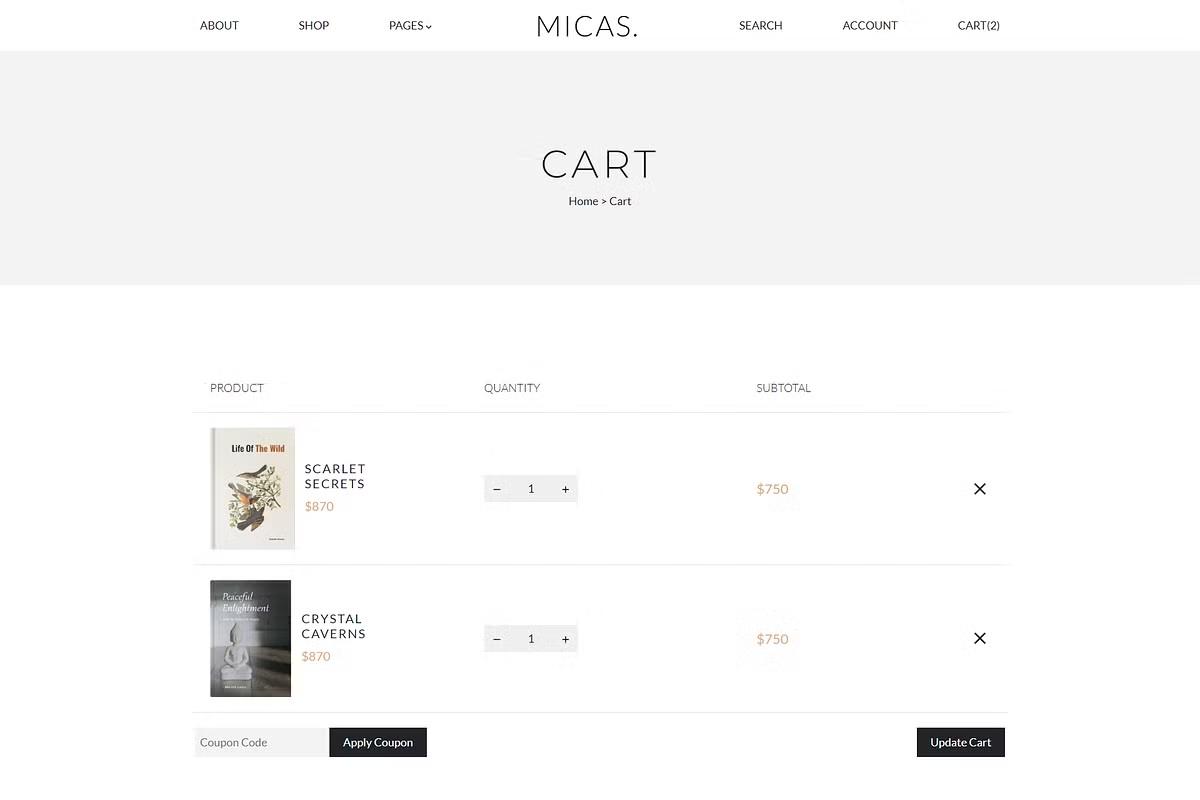 ABOUT
SHOP
PAGES
MICAS.
SEARCH
ACCOUNT
CART(2)
CART
Home > Cart
PRODUCT
QUANTITY
SUBTOTAL
Life Of The Wild
SCARLET
SECRETS
$870
− 1 +
$750
Peaceful
Enlightment
CRYSTAL
CAVERNS
$870
− 1 +
$750
Coupon Code
Apply Coupon
Update Cart